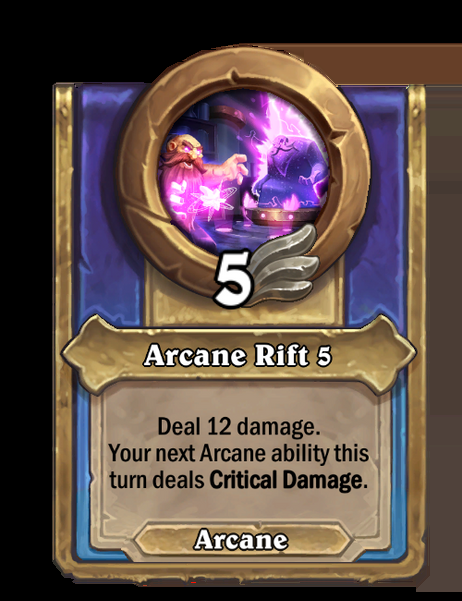 5
Arcane Rift 5
Deal 12 damage.
Your next Arcane ability this
turn deals Critical Damage.
Arcane